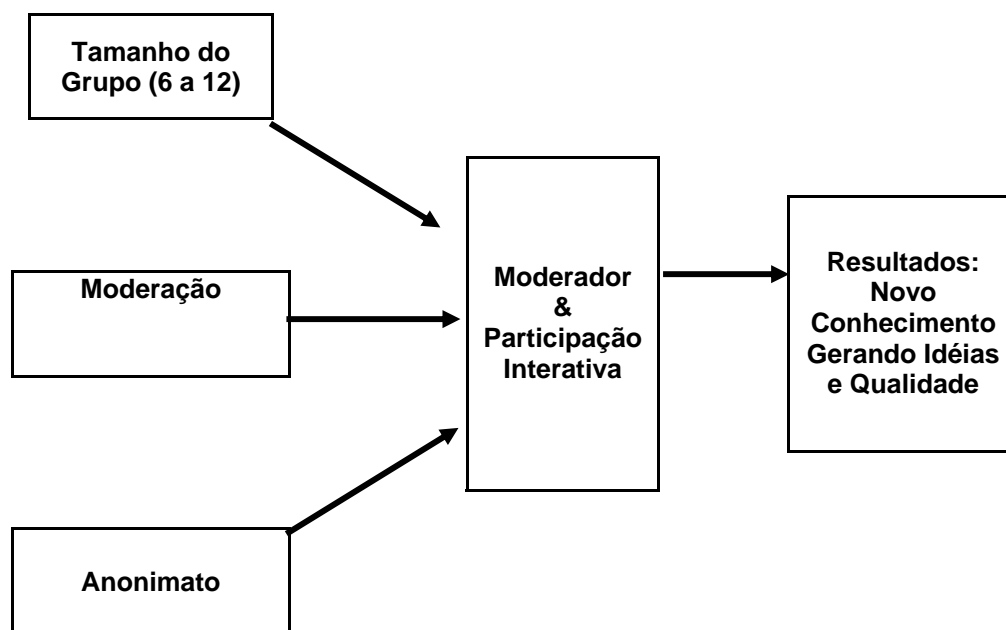 Tamanho do
Grupo (6 a 12)
Moderação
Anonimato
Moderador
&
Participação
Interativa
Resultados:
Novo
Conhecimento
Gerando Idéias
e Qualidade